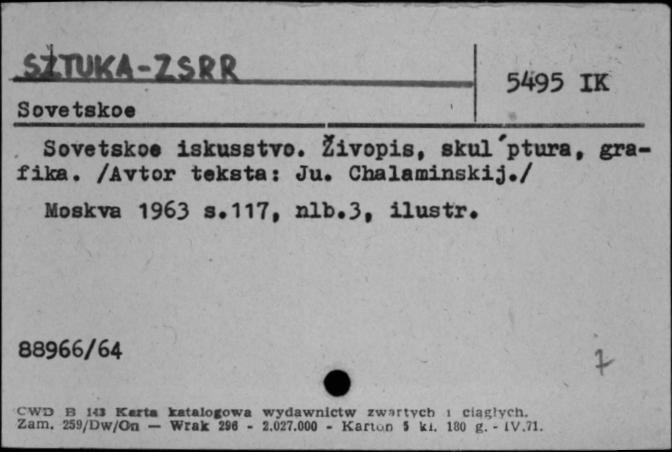 SZTUKA-ZSRR
5495 IK
Sovetskoe
Sovetskoe iskusstvo. Živopis, skul´ptura, gra-
fika. /Avtor teksta: Ju. Chalaminskij./
Moskva 1963 s.117, nlb.3, ilustr.
88966/64
7
CWD B 143 Karta katalogowa wydawnictw zwartych i ciągłych.
Zam. 259/Dw/On — Wrak 296 - 2.027.000 - Karton 5 kl. 180 g. - IV.71.